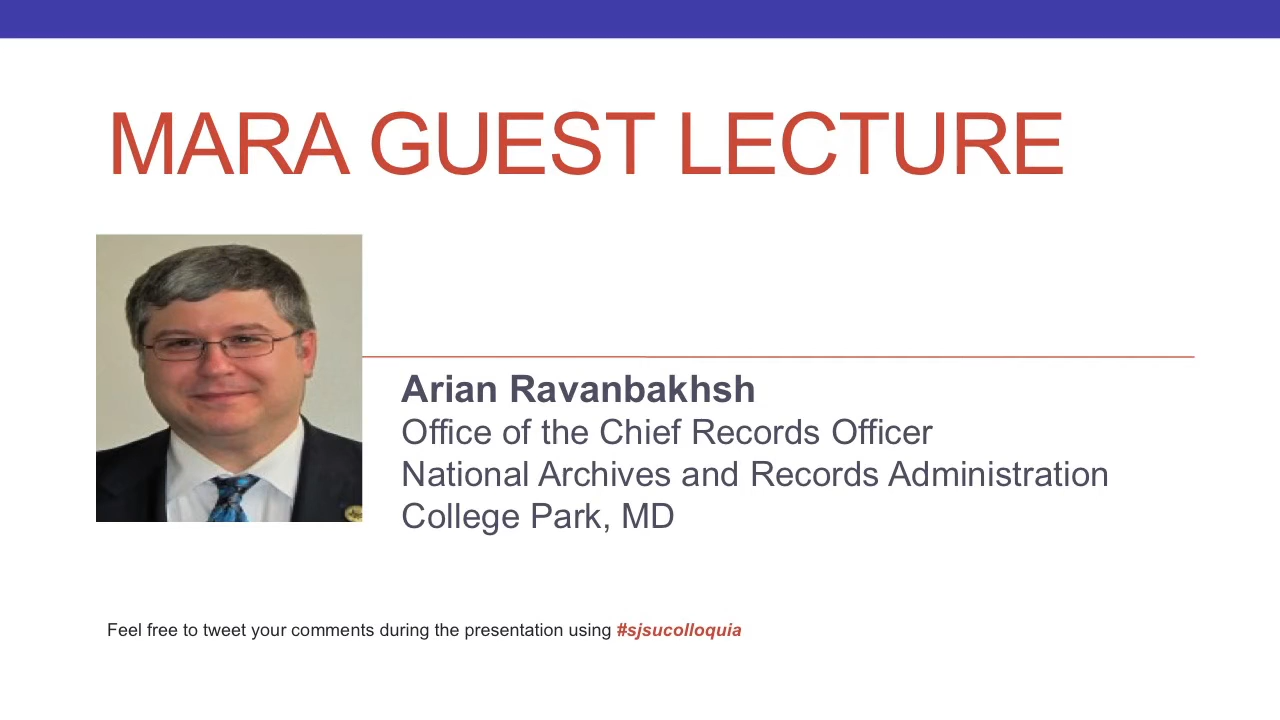 MARA GUEST LECTURE
Arian Ravanbakhsh
Office of the Chief Records Officer
National Archives and Records Administration
College Park, MD
Feel free to tweet your comments during the presentation using #sjsucolloquia